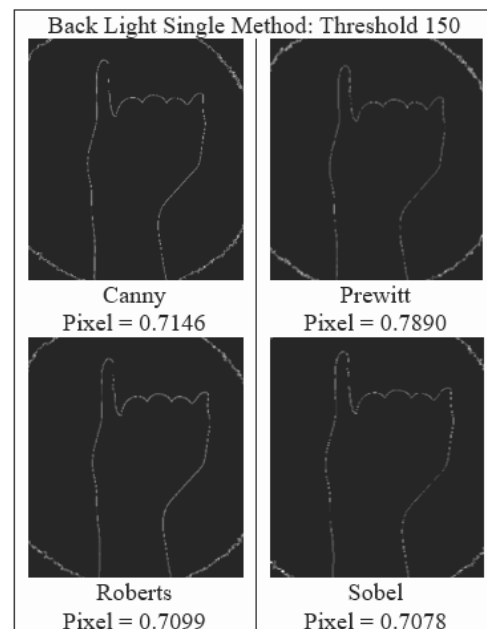 Back Light Single Method: Threshold 150
Canny
Pixel = 0.7146
Prewitt
Pixel = 0.7890
Roberts
Pixel = 0.7099
Sobel
Pixel = 0.7078